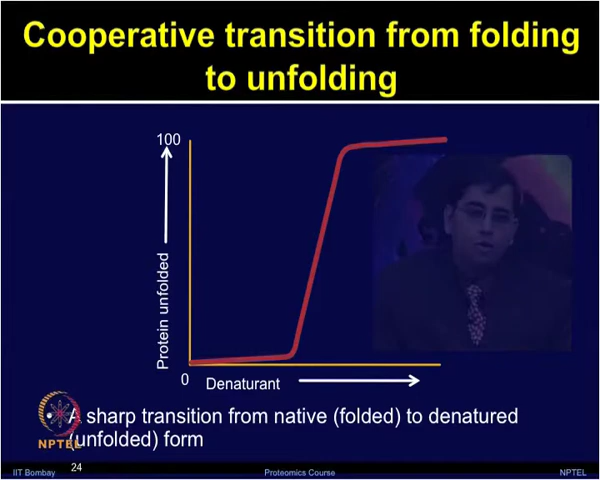 Cooperative transition from folding
to unfolding
100
Protein unfolded
0
Denaturant
• A sharp transition from native (folded) to denatured
(unfolded) form
NPTEL
IIT Bombay
24
Proteomics Course
NPTEL